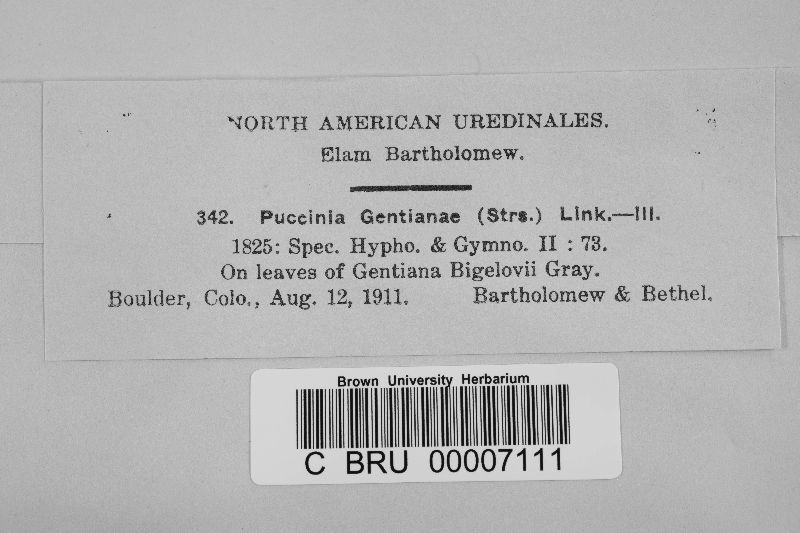 NORTH AMERICAN UREDINALES.
Elam Bartholomew.
342. Puccinia Gentianae (Strs.) Link.—III.
1825: Spec. Hypho. & Gymno. II : 73.
On leaves of Gentiana Bigelovii Gray.
Boulder, Colo., Aug. 12, 1911. Bartholomew & Bethel.
Brown University Herbarium
C BRU 00007111